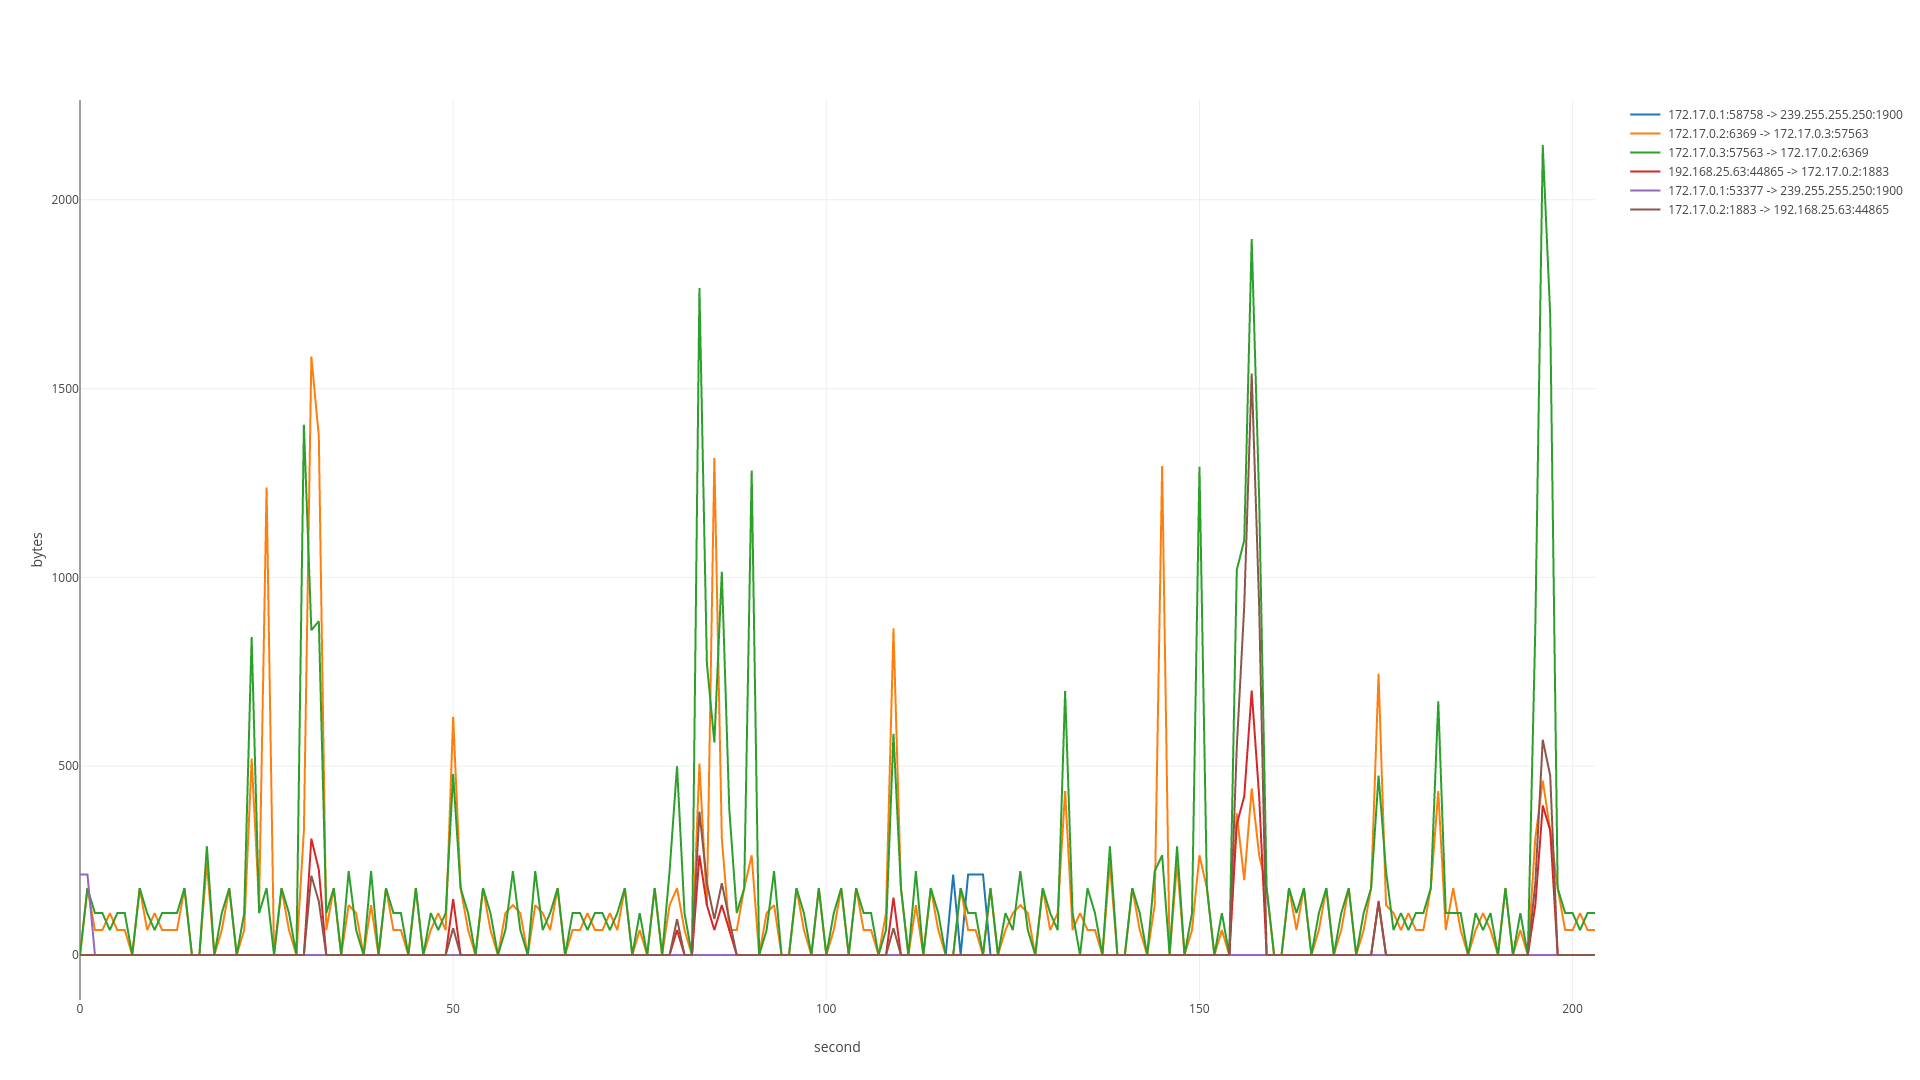 172.17.0.1:58758 -> 239.255.255.250:1900
172.17.0.2:6369 -> 172.17.0.3:57563
172.17.0.3:57563 -> 172.17.0.2:6369
192.168.25.63:44865 -> 172.17.0.2:1883
172.17.0.1:53377 -> 239.255.255.250:1900
172.17.0.2:1883 -> 192.168.25.63:44865
2000
1500
1000
500
0
bytes
0 50 100 150 200
second